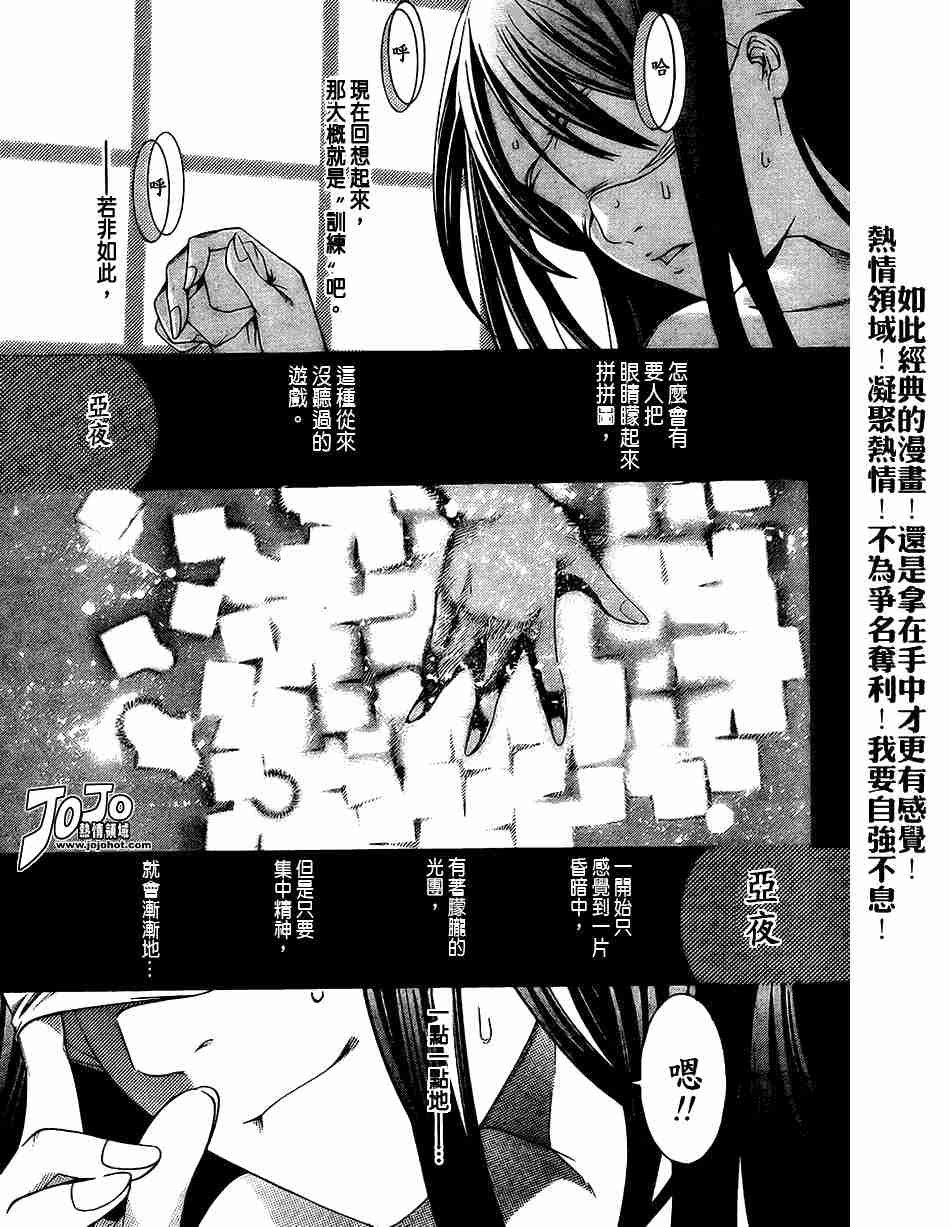 哈
呼
現在回想起來，
那大概就是〝訓練〞吧。
呼
——若非如此，
怎麼會有
要人把
眼睛矇起來
拼拼圖，
這種從來
沒聽過的
遊戲。
亞夜
亞夜
一開始只
感覺到一片
昏暗中，
有著朦朧的
光團，
但是只要
集中精神，
就會漸漸地…
嗯!!
一點一點地……
如此經典的漫畫！還是拿在手中才更有感覺！
熱情領域！凝聚熱情！不為爭名奪利！我要自強不息！
JOJO
熱情領域
www.jojohot.com